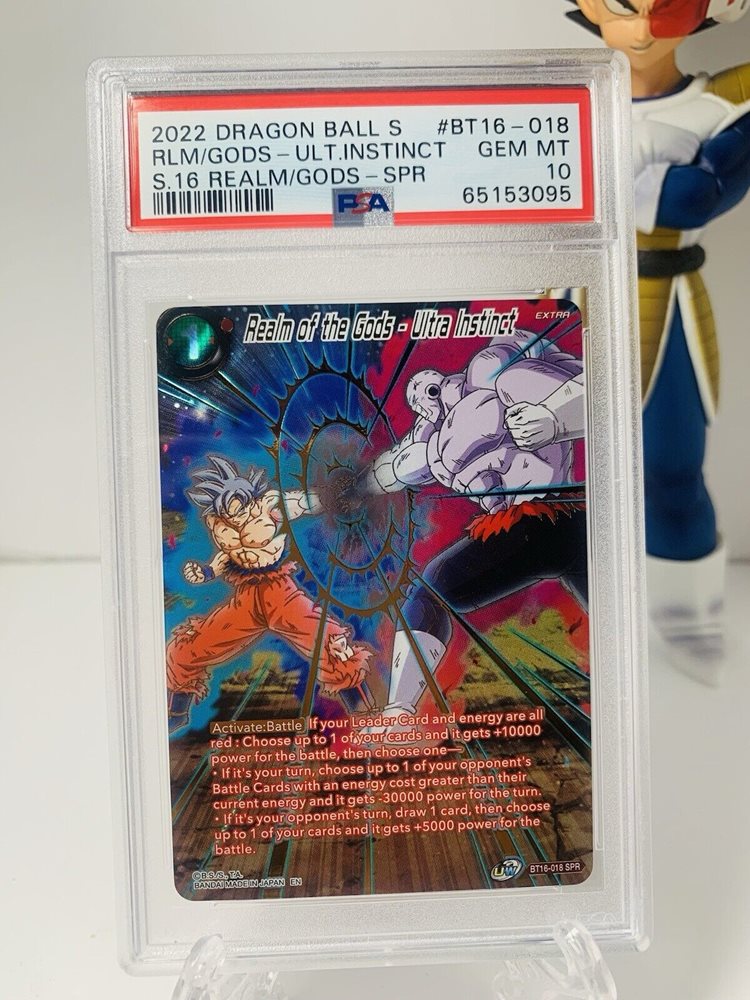 2022 DRAGON BALL S #BT16-018
RLM/GODS-ULT.INSTINCT GEM MT
S.16 REALM/GODS-SPR 10
PSA 65153095
1 Realm of the Gods - Ultra Instinct EXTRA
Activate:Battle If your Leader Card and energy are all
red : Choose up to 1 of your cards and it gets +10000
power for the battle, then choose one—
• If it's your turn, choose up to 1 of your opponent's
Battle Cards with an energy cost greater than their
current energy and it gets -30000 power for the turn.
• If it's your opponent's turn, draw 1 card, then choose
up to 1 of your cards and it gets +5000 power for the
battle.
©B.S./S., T.A.
BANDAI MADE IN JAPAN EN
UW BT16-018 SPR